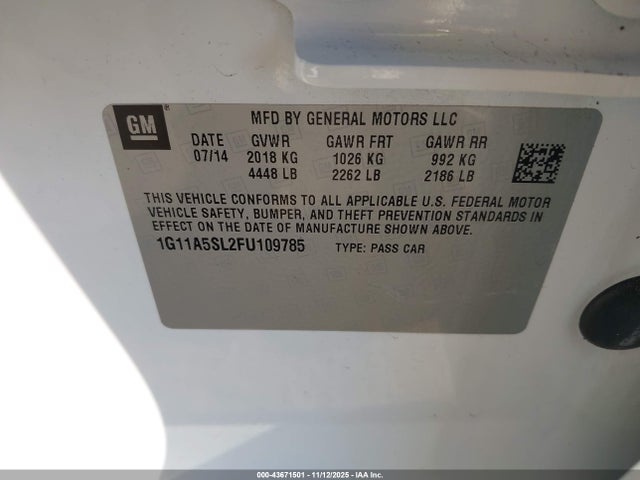 GM
MFD BY GENERAL MOTORS LLC
DATE GVWR GAWR FRT GAWR RR
07/14 2018 KG 1026 KG 992 KG
4448 LB 2262 LB 2186 LB
THIS VEHICLE CONFORMS TO ALL APPLICABLE U.S. FEDERAL MOTOR
VEHICLE SAFETY, BUMPER, AND THEFT PREVENTION STANDARDS IN
EFFECT ON THE DATE OF MANUFACTURE SHOWN ABOVE.
1G11A5SL2FU109785 TYPE: PASS CAR
000-43671501 - 11/12/2025 - IAA Inc.